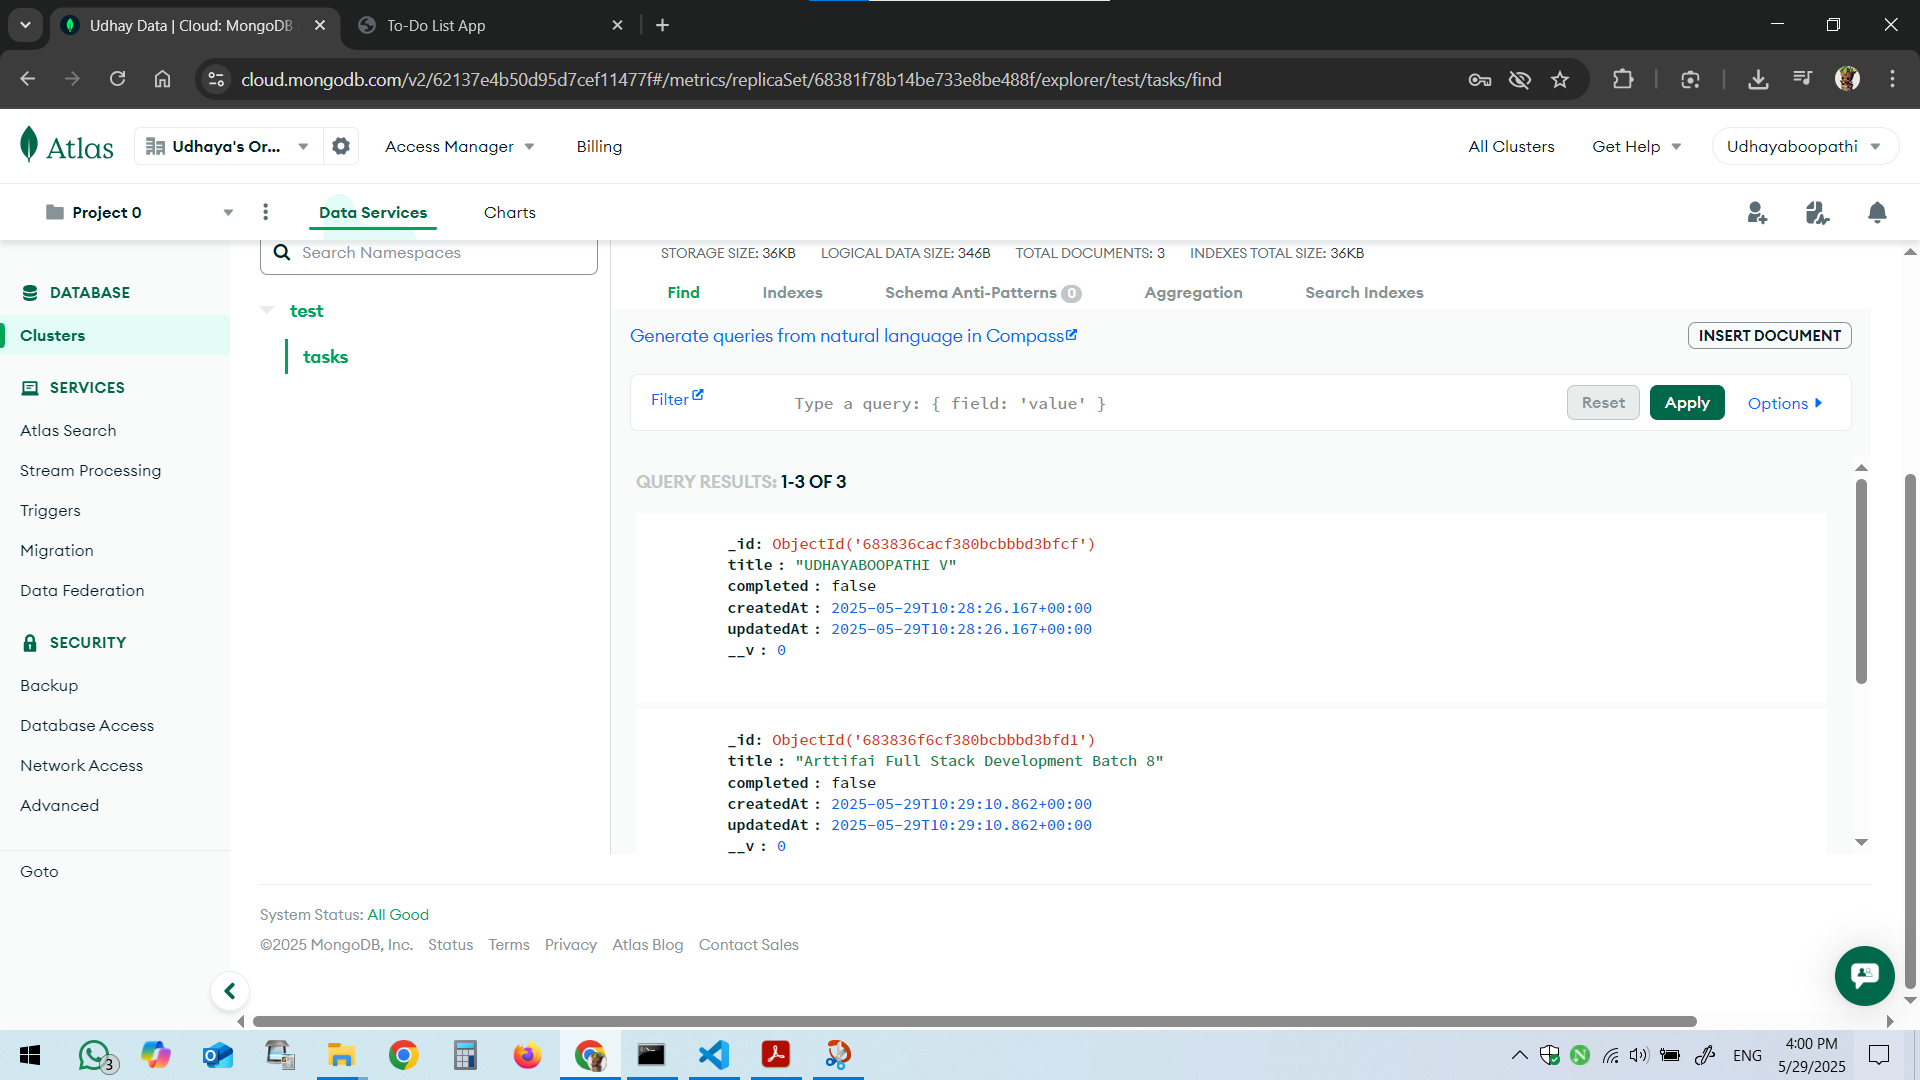 Udhay Data | Cloud: MongoDB
To-Do List App
cloud.mongodb.com/v2/62137e4b50d95d7cef11477f#/metrics/replicaSet/68381f78b14be733e8be488f/explorer/test/tasks/find
Atlas
Udhaya's Or...
Access Manager
Billing
All Clusters
Get Help
Udhayaboopathi
Project 0
Data Services
Charts
DATABASE
Clusters
SERVICES
Atlas Search
Stream Processing
Triggers
Migration
Data Federation
SECURITY
Backup
Database Access
Network Access
Advanced
Goto
Search Namespaces
test
tasks
STORAGE SIZE: 36KB LOGICAL DATA SIZE: 346B TOTAL DOCUMENTS: 3 INDEXES TOTAL SIZE: 36KB
Find
Indexes
Schema Anti-Patterns 0
Aggregation
Search Indexes
Generate queries from natural language in Compass
INSERT DOCUMENT
Filter
Type a query: { field: 'value' }
Reset
Apply
Options
QUERY RESULTS: 1-3 OF 3
_id: ObjectId('683836cacf380bcbbbd3bfcf')
title : "UDHAYABOOPATHI V"
completed : false
createdAt : 2025-05-29T10:28:26.167+00:00
updatedAt : 2025-05-29T10:28:26.167+00:00
__v : 0
_id: ObjectId('683836f6cf380bcbbbd3bfd1')
title : "Arttifai Full Stack Development Batch 8"
completed : false
createdAt : 2025-05-29T10:29:10.862+00:00
updatedAt : 2025-05-29T10:29:10.862+00:00
__v : 0
System Status: All Good
©2025 MongoDB, Inc. Status Terms Privacy Atlas Blog Contact Sales
3
ENG
4:00 PM
5/29/2025